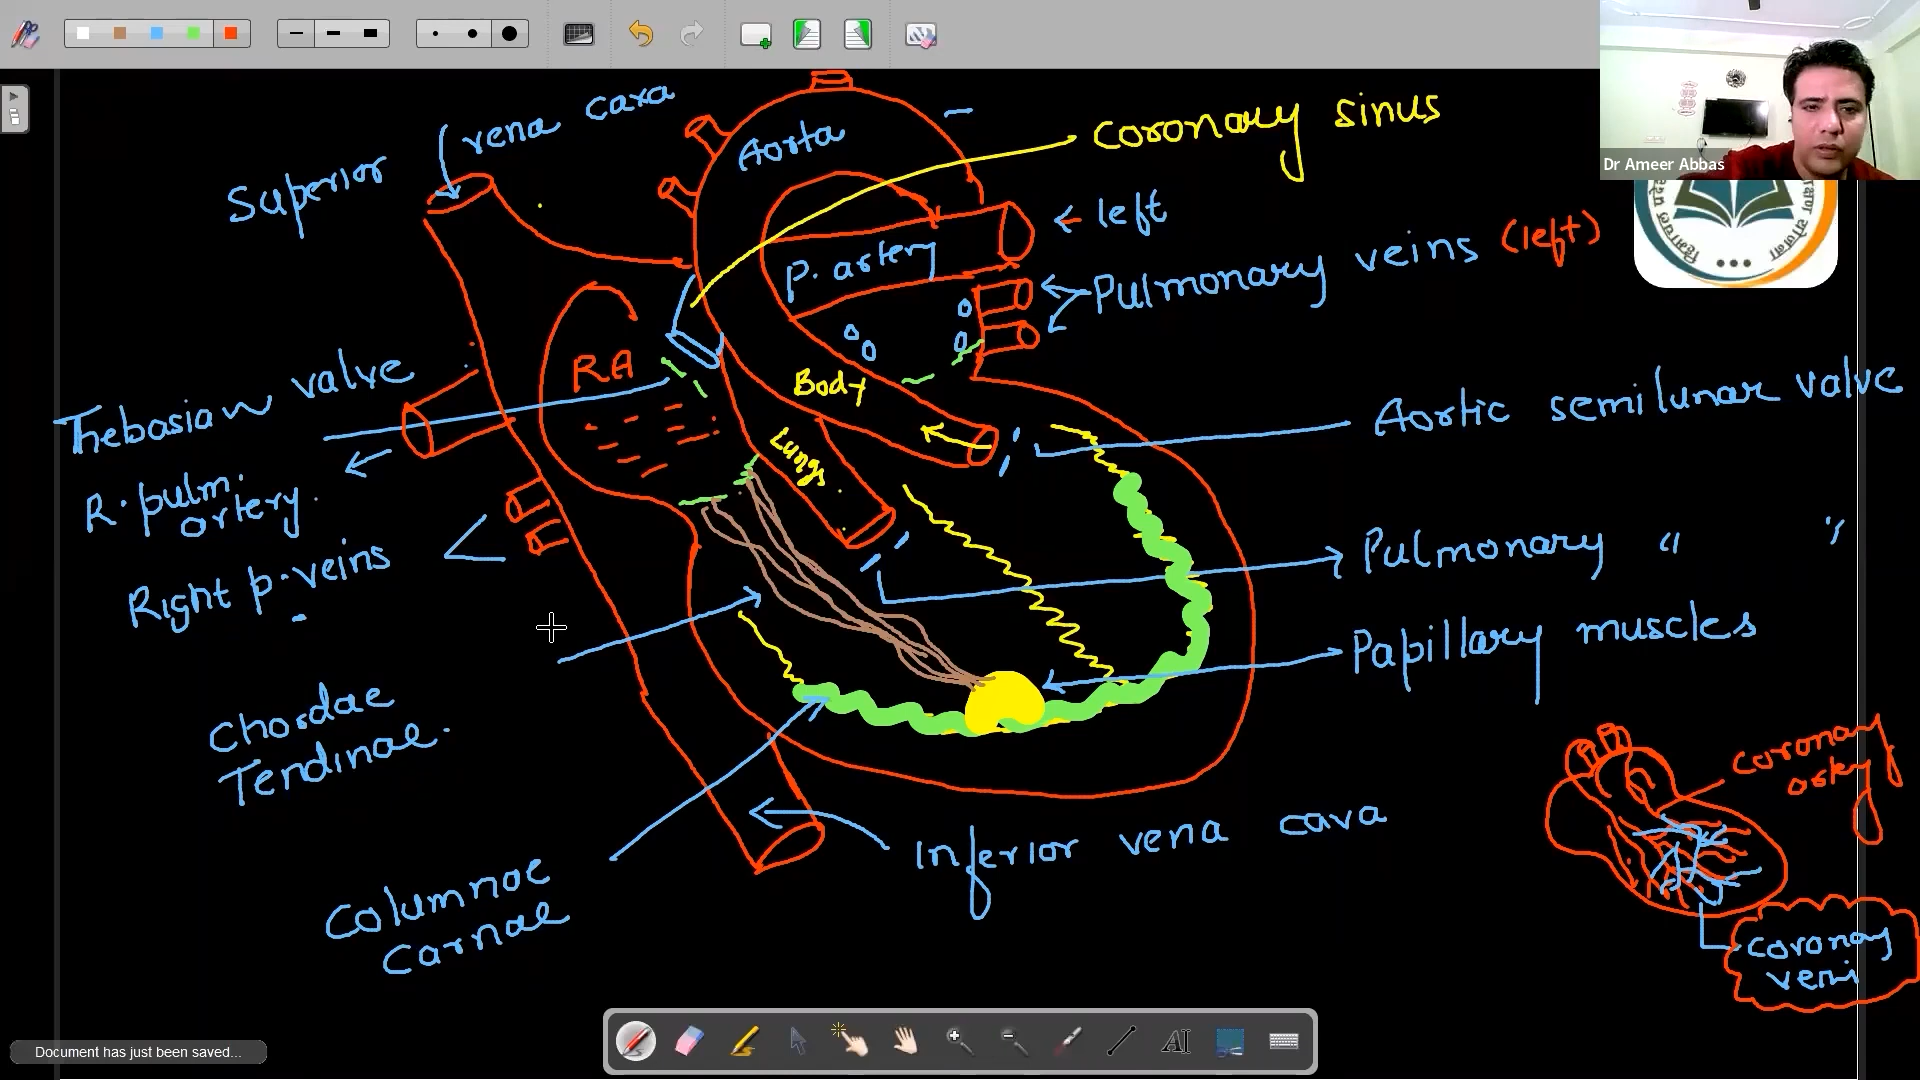 Dr Ameer Abbas
Superior vena cava
Aorta
coronary sinus
← left
P. artery
Pulmonary veins (left)
RA
Body
Lungs
Thebasian valve
R. pulm.
artery.
Right p. veins
Aortic semilunar valve
Pulmonary " "
Papillary muscles
Chordae
Tendinae.
Columnae
Carnae
Inferior vena cava
coronary
artery
coronary
vein
Document has just been saved...